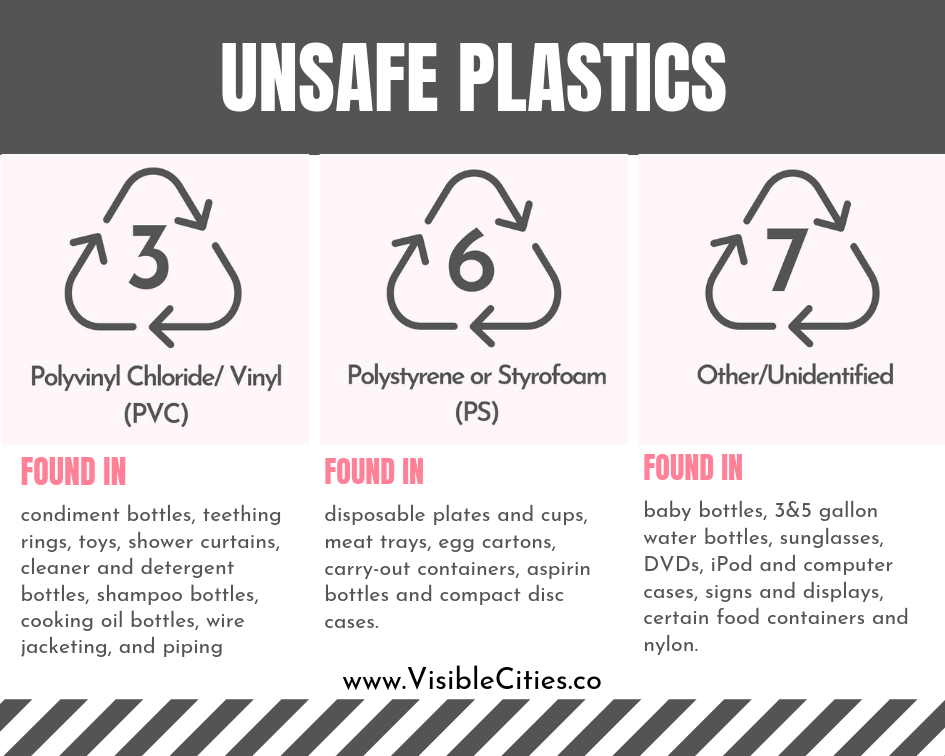 UNSAFE PLASTICS
3
Polyvinyl Chloride/ Vinyl
(PVC)
FOUND IN
condiment bottles, teething
rings, toys, shower curtains,
cleaner and detergent
bottles, shampoo bottles,
cooking oil bottles, wire
jacketing, and piping
6
Polystyrene or Styrofoam
(PS)
FOUND IN
disposable plates and cups,
meat trays, egg cartons,
carry-out containers, aspirin
bottles and compact disc
cases.
7
Other/Unidentified
FOUND IN
baby bottles, 3&5 gallon
water bottles, sunglasses,
DVDs, iPod and computer
cases, signs and displays,
certain food containers and
nylon.
www.VisibleCities.co